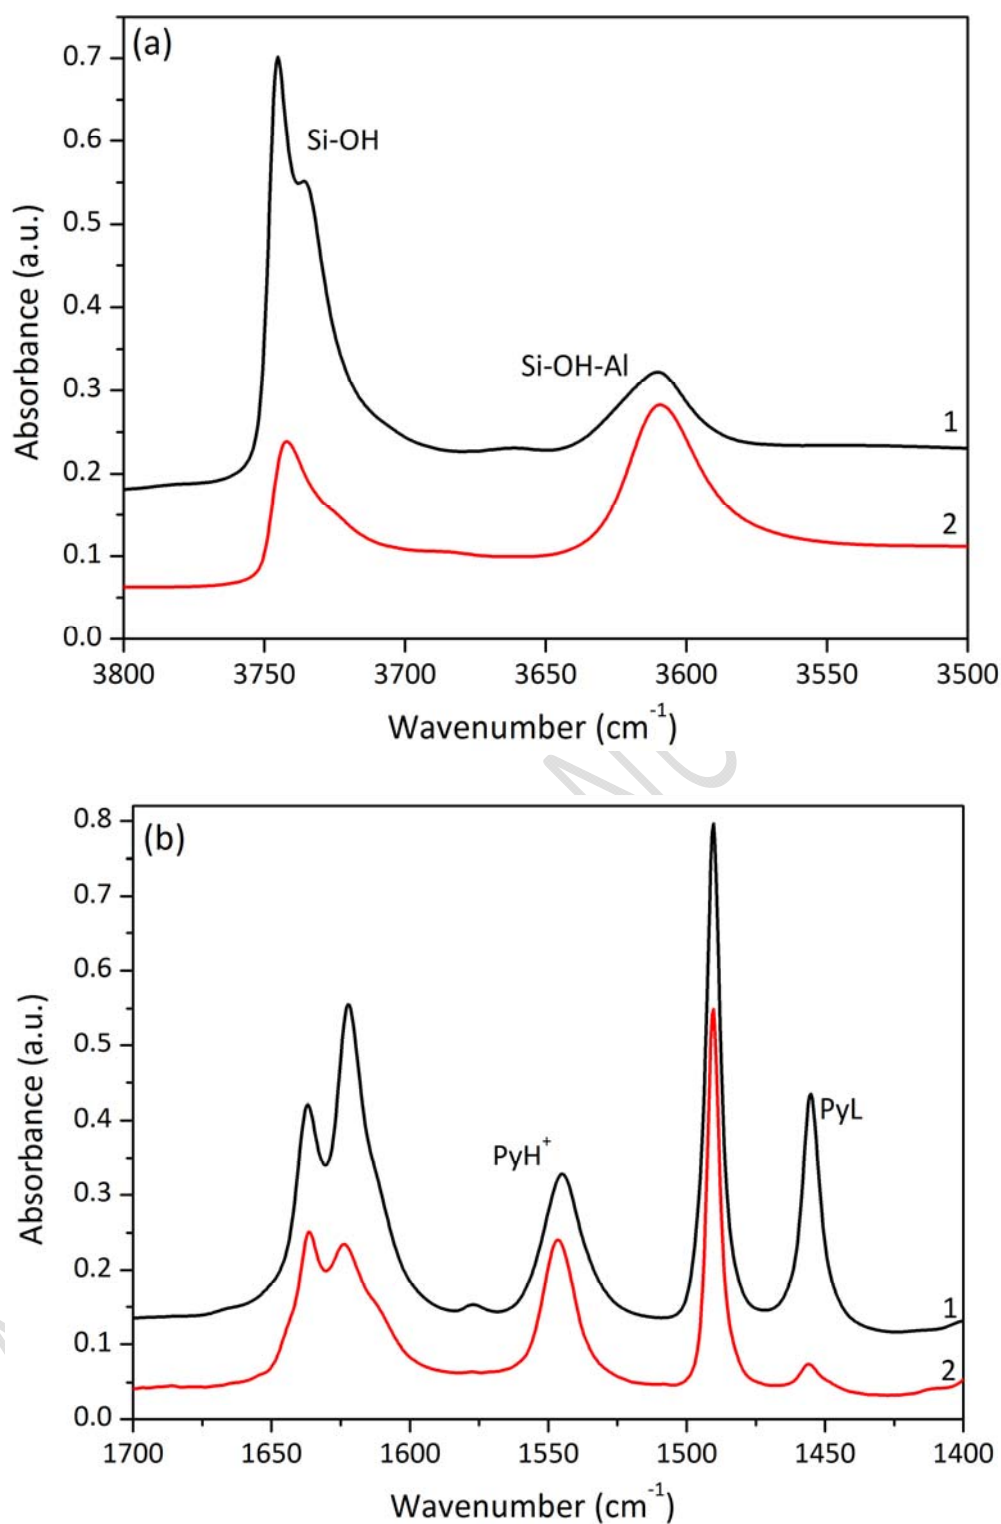 (a)
0.7
0.6
Si-OH
0.5
0.4
Si-OH-Al
0.3
1
0.2
2
0.1
0.0
3800 3750 3700 3650 3600 3550 3500
Absorbance (a.u.)
Wavenumber (cm⁻¹)
(b)
0.8
0.7
0.6
0.5
0.4
PyL
PyH⁺
0.3
0.2
1
0.1
2
0.0
1700 1650 1600 1550 1500 1450 1400
Absorbance (a.u.)
Wavenumber (cm⁻¹)